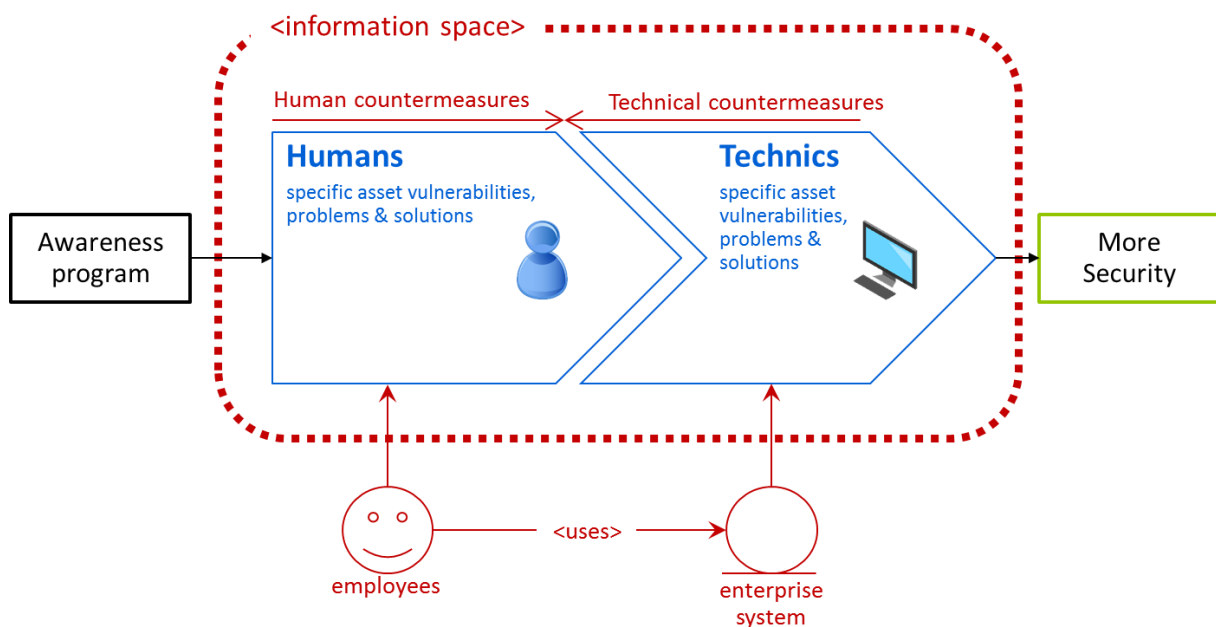 <information space>
Human countermeasures
Technical countermeasures
Humans
specific asset vulnerabilities,
problems & solutions
Technics
specific asset
vulnerabilities,
problems &
solutions
Awareness
program
More
Security
<uses>
employees
enterprise
system